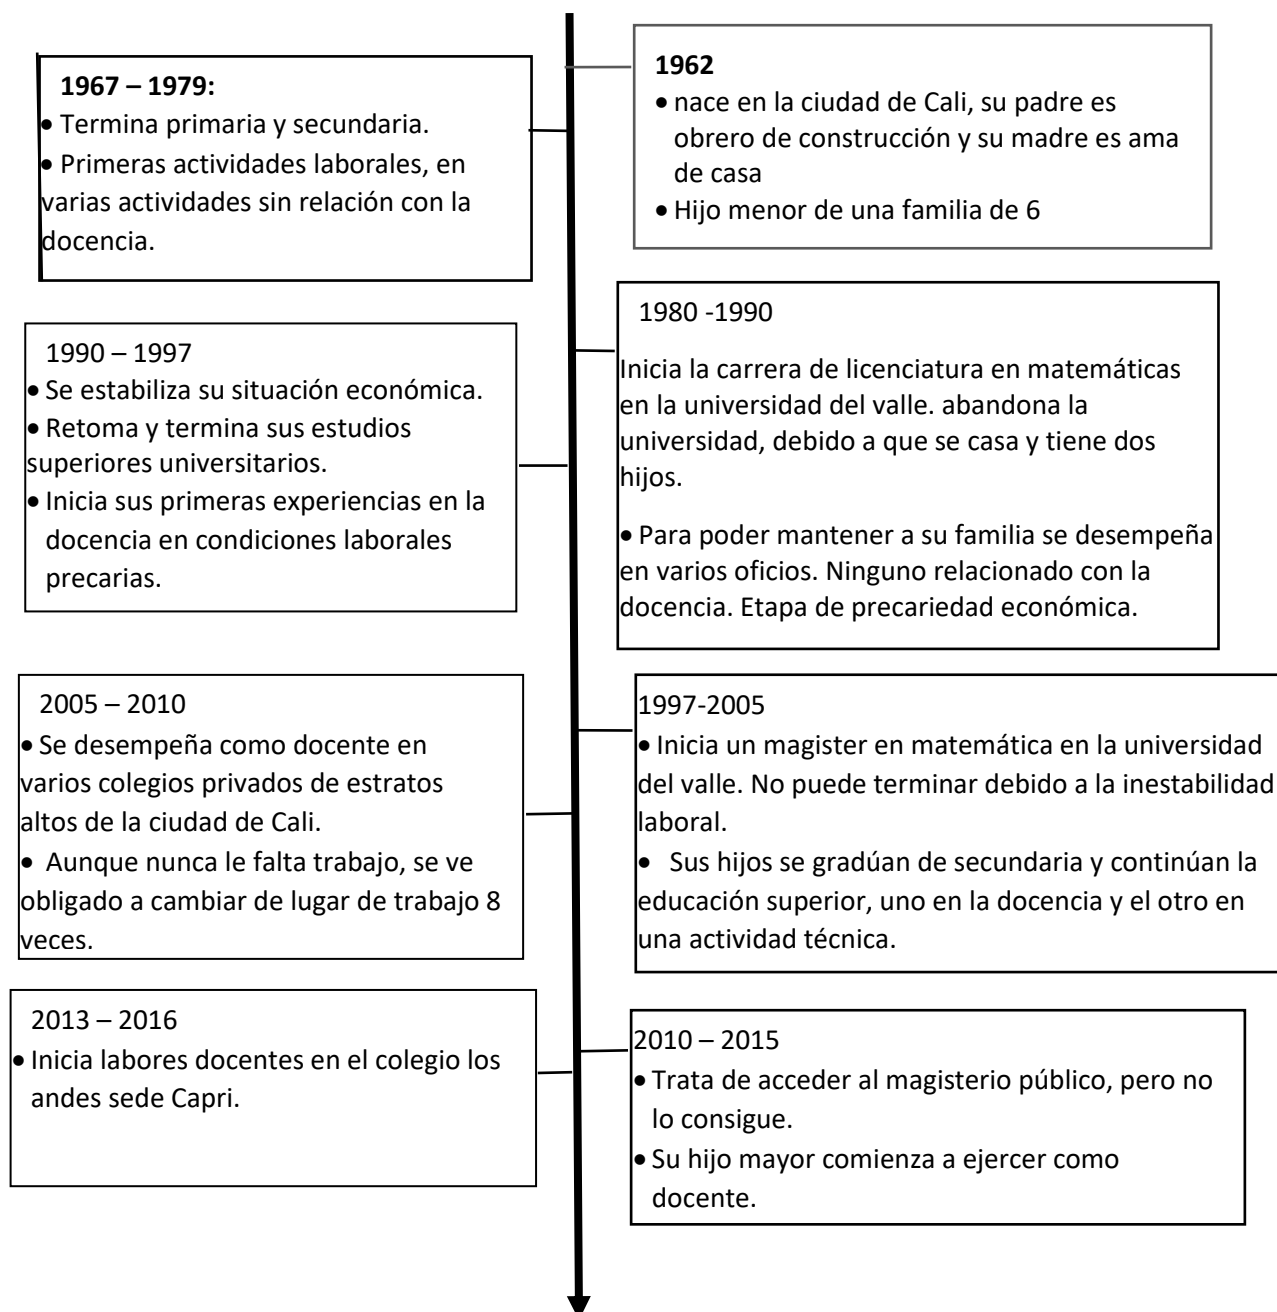 1962
• nace en la ciudad de Cali, su padre es
obrero de construcción y su madre es ama
de casa
• Hijo menor de una familia de 6
1967 – 1979:
• Termina primaria y secundaria.
• Primeras actividades laborales, en
varias actividades sin relación con la
docencia.
1980 -1990
Inicia la carrera de licenciatura en matemáticas
en la universidad del valle. abandona la
universidad, debido a que se casa y tiene dos
hijos.
• Para poder mantener a su familia se desempeña
en varios oficios. Ninguno relacionado con la
docencia. Etapa de precariedad económica.
1990 – 1997
• Se estabiliza su situación económica.
• Retoma y termina sus estudios
superiores universitarios.
• Inicia sus primeras experiencias en la
docencia en condiciones laborales
precarias.
1997-2005
• Inicia un magister en matemática en la universidad
del valle. No puede terminar debido a la inestabilidad
laboral.
• Sus hijos se gradúan de secundaria y continúan la
educación superior, uno en la docencia y el otro en
una actividad técnica.
2005 – 2010
• Se desempeña como docente en
varios colegios privados de estratos
altos de la ciudad de Cali.
• Aunque nunca le falta trabajo, se ve
obligado a cambiar de lugar de trabajo 8
veces.
2010 – 2015
• Trata de acceder al magisterio público, pero no
lo consigue.
• Su hijo mayor comienza a ejercer como
docente.
2013 – 2016
• Inicia labores docentes en el colegio los
andes sede Capri.